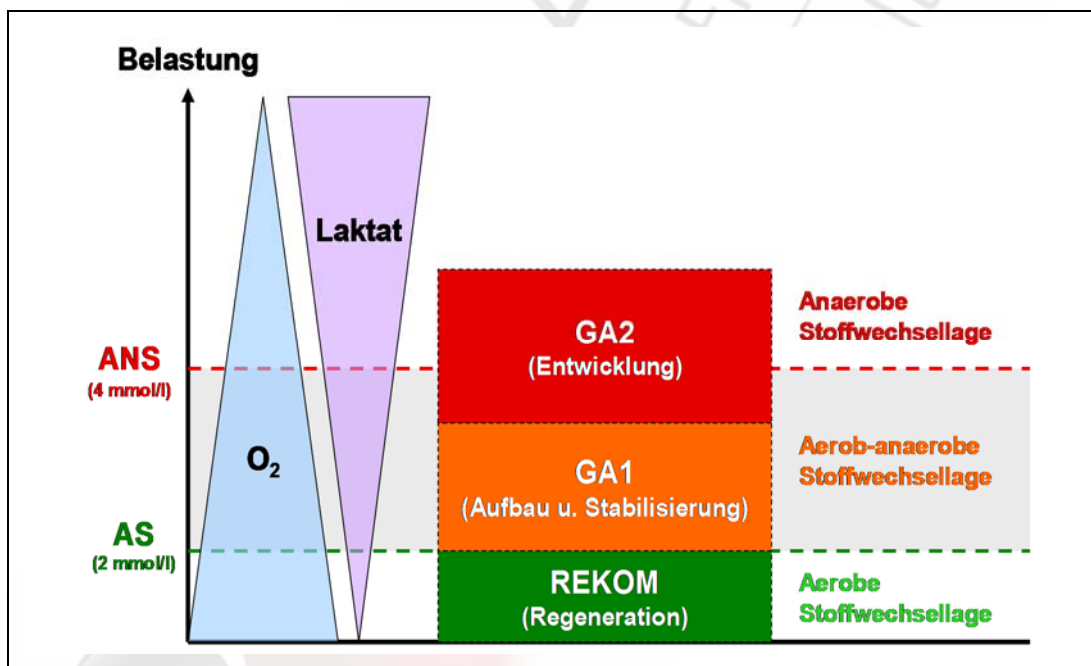 Belastung
Laktat
O₂
ANS
(4 mmol/l)
AS
(2 mmol/l)
GA2
(Entwicklung)
GA1
(Aufbau u. Stabilisierung)
REKOM
(Regeneration)
Anaerobe
Stoffwechsellage
Aerob-anaerobe
Stoffwechsellage
Aerobe
Stoffwechsellage